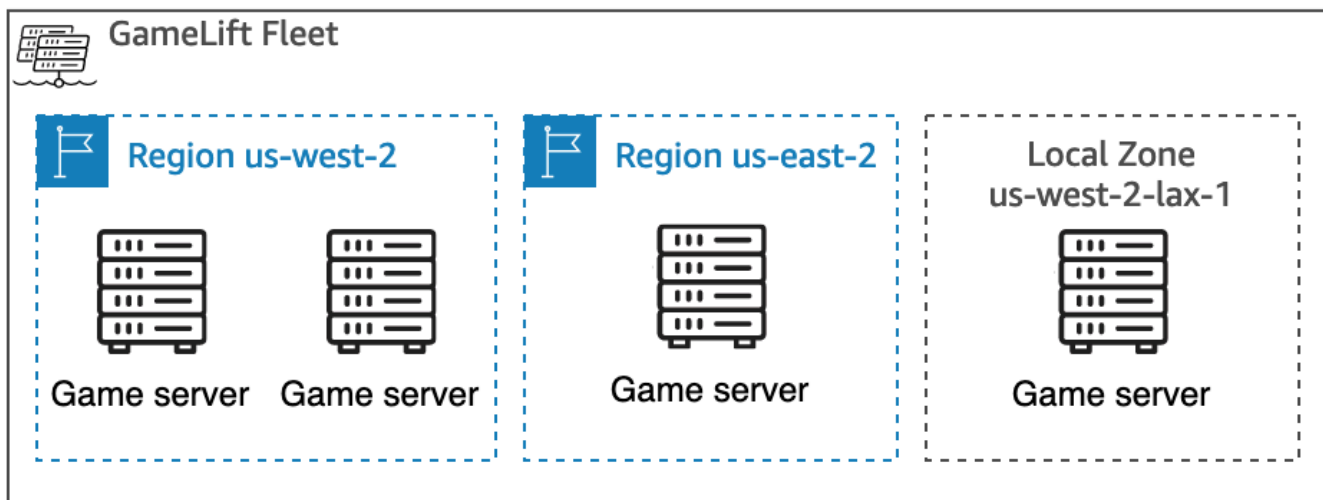 GameLift Fleet
Region us-west-2
Game server
Game server
Region us-east-2
Game server
Local Zone
us-west-2-lax-1
Game server